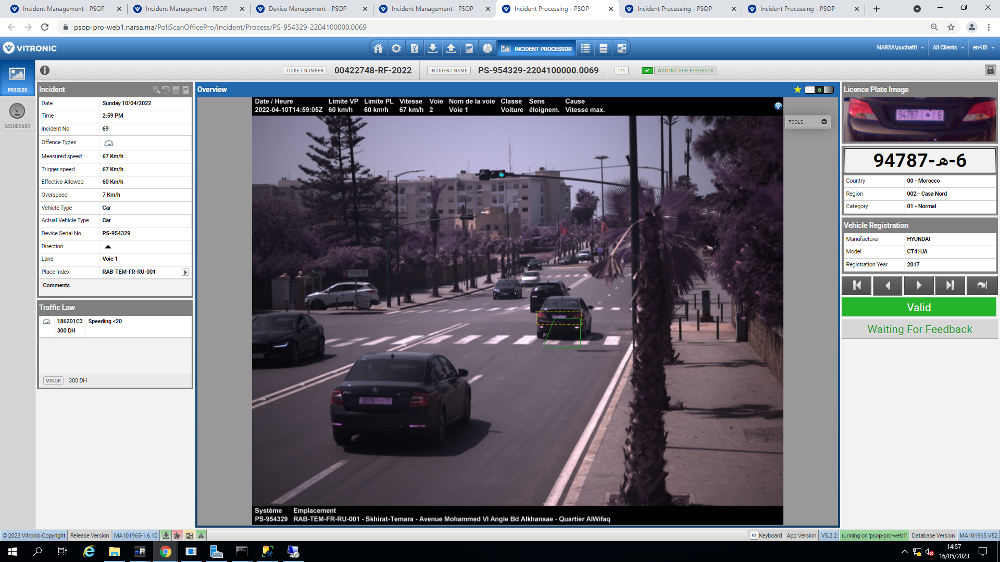 Incident Management - PSOP
Incident Management - PSOP
Device Management - PSOP
Incident Management - PSOP
Incident Processing - PSOP
Incident Processing - PSOP
Incident Processing - PSOP
psop-pro-web1.narsa.ma/PoliScanOfficePro/Incident/Process/PS-954329-2204100000.0069
VITRONIC
INCIDENT PROCESSOR
NARSA\ouchatti
All Clients
en-US
PROCESS
DASHBOARD
TICKET NUMBER 00422748-RF-2022
INCIDENT NAME PS-954329-2204100000.0069
1/1
WAITING FOR FEEDBACK
Incident
Date Sunday 10/04/2022
Time 2:59 PM
Incident No 69
Offence Types
Measured speed 67 Km/h
Trigger speed 67 Km/h
Effective Allowed 60 Km/h
Overspeed 7 Km/h
Vehicle Type Car
Actual Vehicle Type Car
Device Serial No. PS-954329
Direction
Lane Voie 1
Place Index RAB-TEM-FR-RU-001
Comments
Traffic Law
186201C3 Speeding <20
300 DH
MINOR 300 DH
Overview
Date / Heure Limite VP Limite PL Vitesse Voie Nom de la voie Classe Sens Cause
2022-04-10T14:59:05Z 60 km/h 60 km/h 67 km/h 2 Voie 1 Voiture éloignem. Vitesse max.
TOOLS
30518 72
Système Emplacement
PS-954329 RAB-TEM-FR-RU-001 - Skhirat-Temara - Avenue Mohammed VI Angle Bd Alkhansae - Quartier AlWifaq
Licence Plate Image
94787 ه 6
94787-ه-6
Country 00 - Morocco
Region 002 - Casa Nord
Category 01 - Normal
Vehicle Registration
Manufacturer HYUNDAI
Model CT41UA
Registration Year 2017
Valid
Waiting For Feedback
© 2023 Vitronic Copyright Release Version MA101965-1.6.10
F2 Keyboard App Version V5.2.2 running on 'psop-pro-web1' Database Version MA101965.V52
14:57
16/05/2023